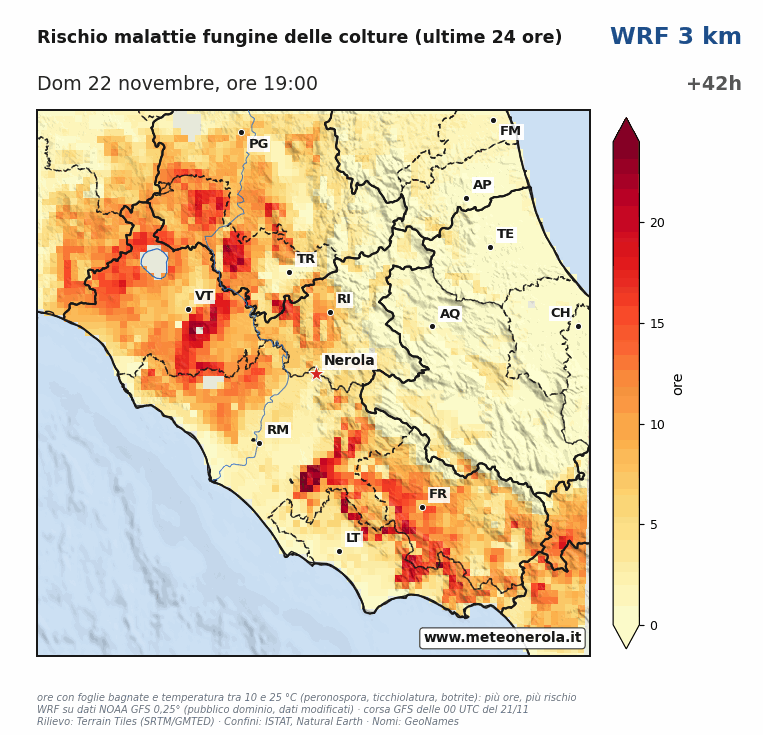 Rischio malattie fungine delle colture (ultime 24 ore)
WRF 3 km
Dom 22 novembre, ore 19:00
+42h
FM
PG
AP
TE
TR
VT
RI
AQ
CH
Nerola
RM
FR
LT
www.meteonerola.it
20
15
10
5
0
ore
ore con foglie bagnate e temperatura tra 10 e 25 °C (peronospora, ticchiolatura, botrite): più ore, più rischio
WRF su dati NOAA GFS 0,25° (pubblico dominio, dati modificati) · corsa GFS delle 00 UTC del 21/11
Rilievo: Terrain Tiles (SRTM/GMTED) · Confini: ISTAT, Natural Earth · Nomi: GeoNames